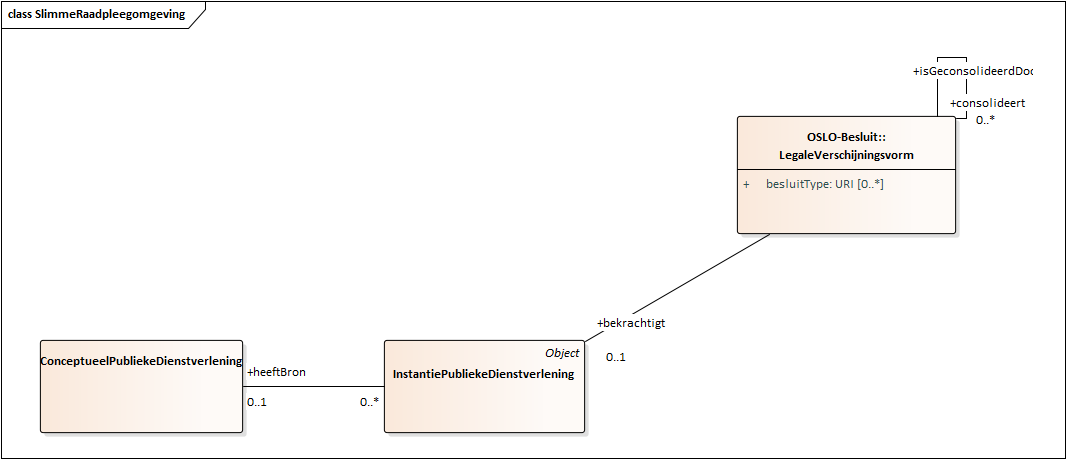 class SlimmeRaadpleegomgeving
+isGeconsolideerdDoc
+consolideert
0..*
OSLO-Besluit::
LegaleVerschijningsvorm
+ besluitType: URI [0..*]
+bekrachtigt
0..1
ConceptueelPubliekeDienstverlening
+heeftBron
0..1
0..*
Object
InstantiePubliekeDienstverlening